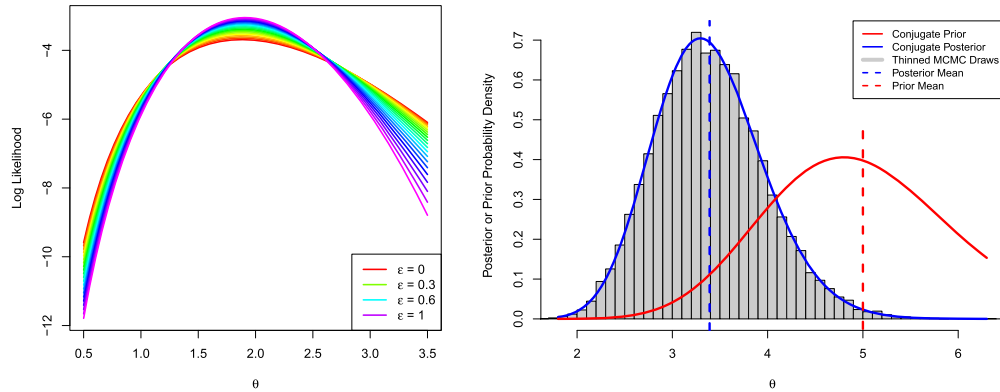 Log Likelihood
−4
−6
−8
−10
−12
0.5
1.0
1.5
2.0
2.5
3.0
3.5
θ
ε = 0
ε = 0.3
ε = 0.6
ε = 1
Posterior or Prior Probability Density
0.7
0.6
0.5
0.4
0.3
0.2
0.1
0.0
2
3
4
5
6
θ
Conjugate Prior
Conjugate Posterior
Thinned MCMC Draws
Posterior Mean
Prior Mean